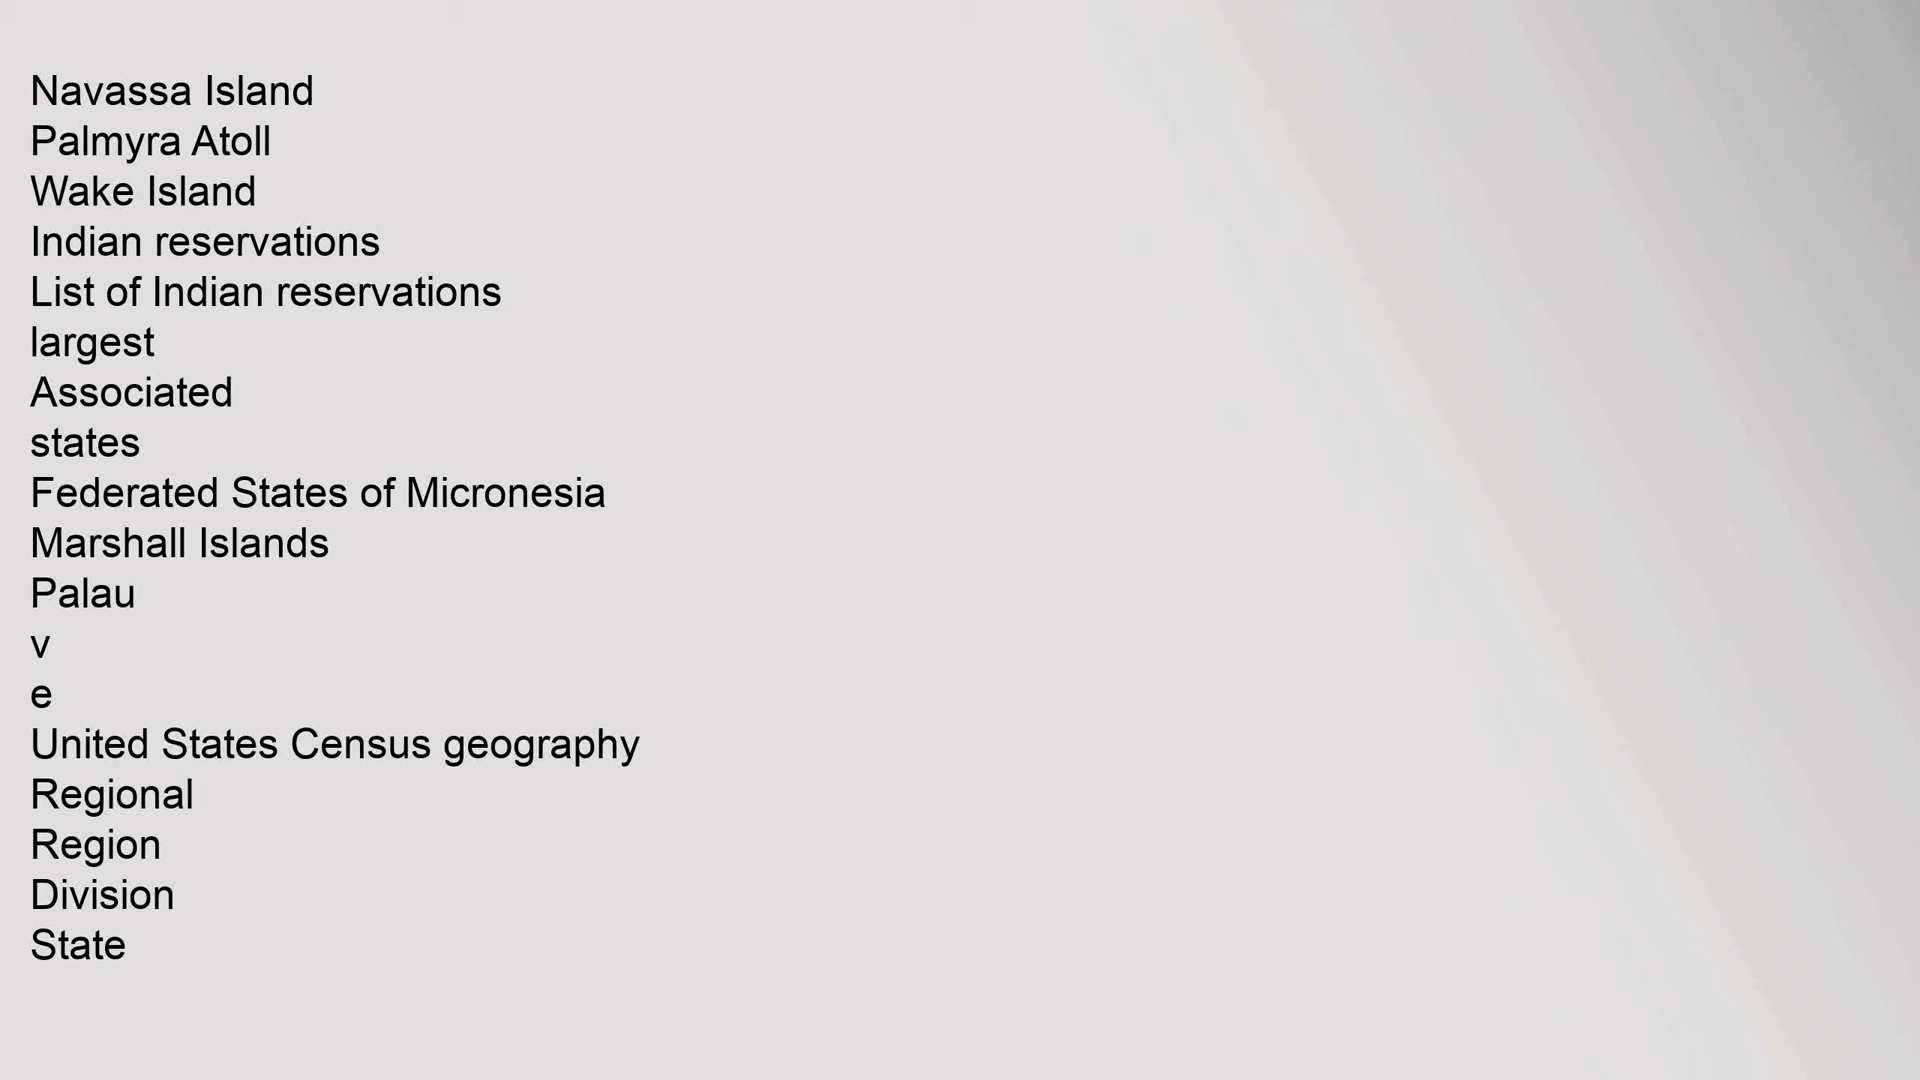 Navassa Island
Palmyra Atoll
Wake Island
Indian reservations
List of Indian reservations
largest
Associated
states
Federated States of Micronesia
Marshall Islands
Palau
v
e
United States Census geography
Regional
Region
Division
State